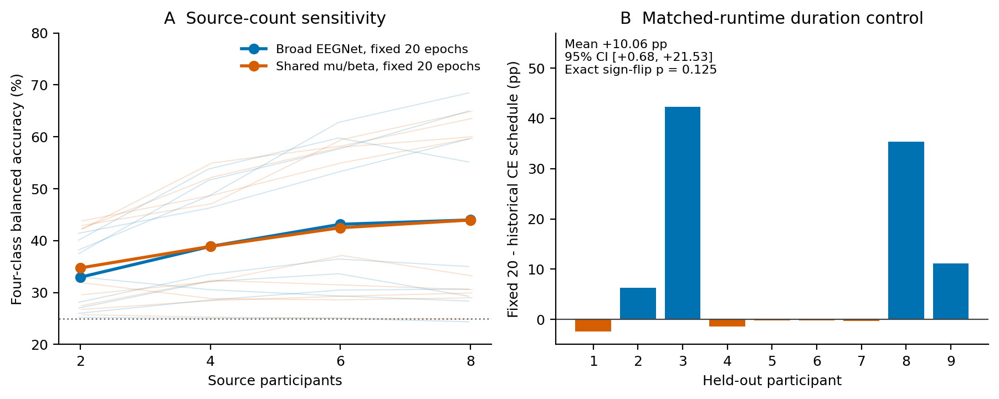 A  Source-count sensitivity
Four-class balanced accuracy (%)
80
70
60
50
40
30
20
Broad EEGNet, fixed 20 epochs
Shared mu/beta, fixed 20 epochs
2 4 6 8
Source participants
B  Matched-runtime duration control
Fixed 20 - historical CE schedule (pp)
50
40
30
20
10
0
Mean +10.06 pp
95% CI [+0.68, +21.53]
Exact sign-flip p = 0.125
1 2 3 4 5 6 7 8 9
Held-out participant